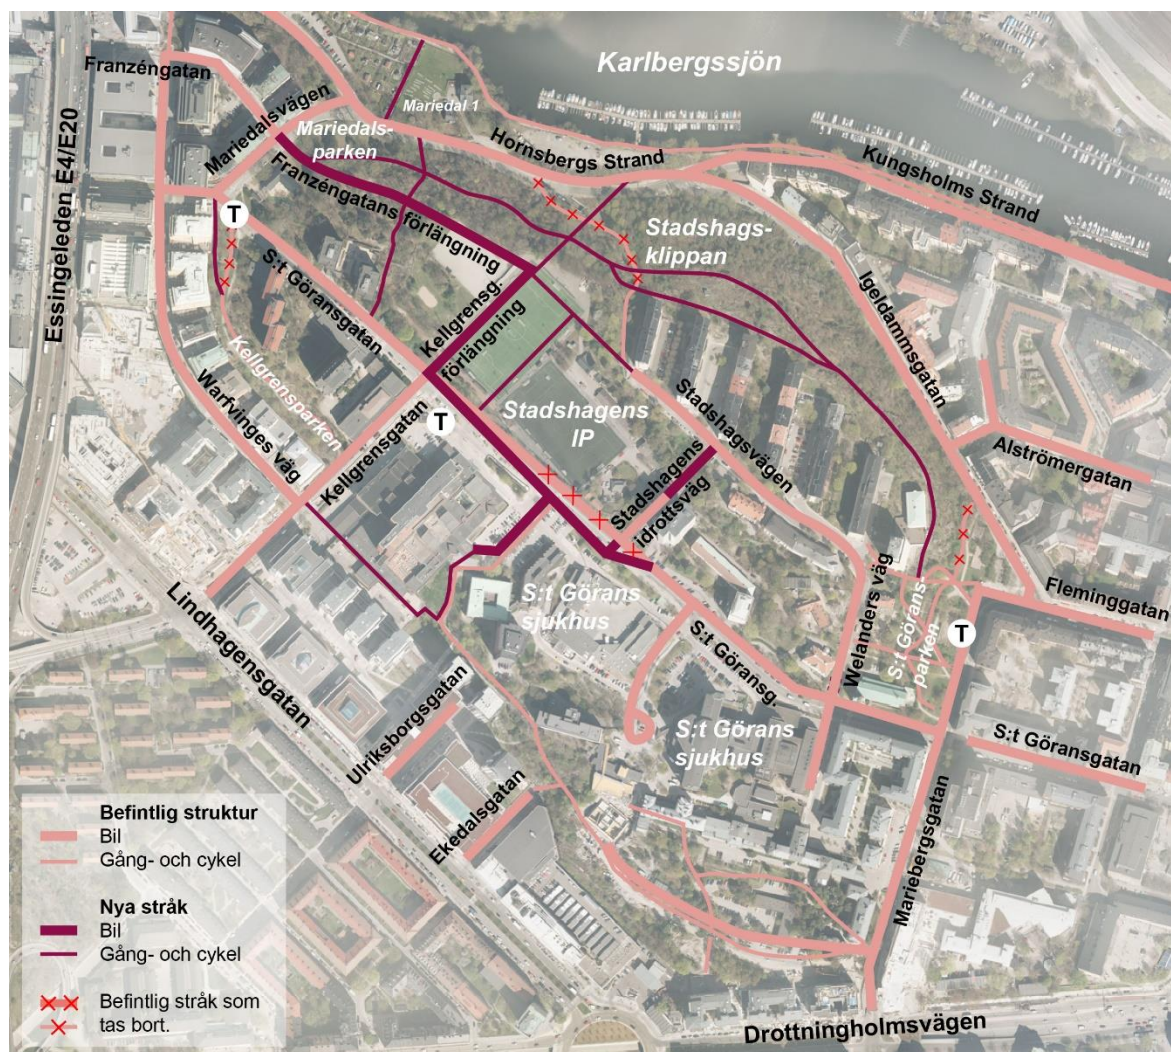 Karlbergssjön
Franzéngatan
Mariedalsvägen
Mariedal 1
Mariedals-
parken
Hornsbergs Strand
Kungsholms Strand
Franzéngatans förlängning
Essingeleden E4/E20
T
S:t Göransgatan
Stadshags-
klippan
Igeldammsgatan
Kellgrensg.
förlängning
Kellgrensparken
Warfvinges väg
T
Kellgrensgatan
Stadshagens
IP
Stadshagsvägen
Stadshagens
idrottsväg
Alströmergatan
Lindhagensgatan
S:t Görans
sjukhus
Welanders väg
S:t Görans
parken
Fleminggatan
T
S:t Göransg.
S:t Göransgatan
Ulriksborgsgatan
S:t Görans
sjukhus
Ekedalsgatan
Mariebergsgatan
Drottningholmsvägen
Befintlig struktur
Bil
Gång- och cykel
Nya stråk
Bil
Gång- och cykel
Befintlig stråk som
tas bort.